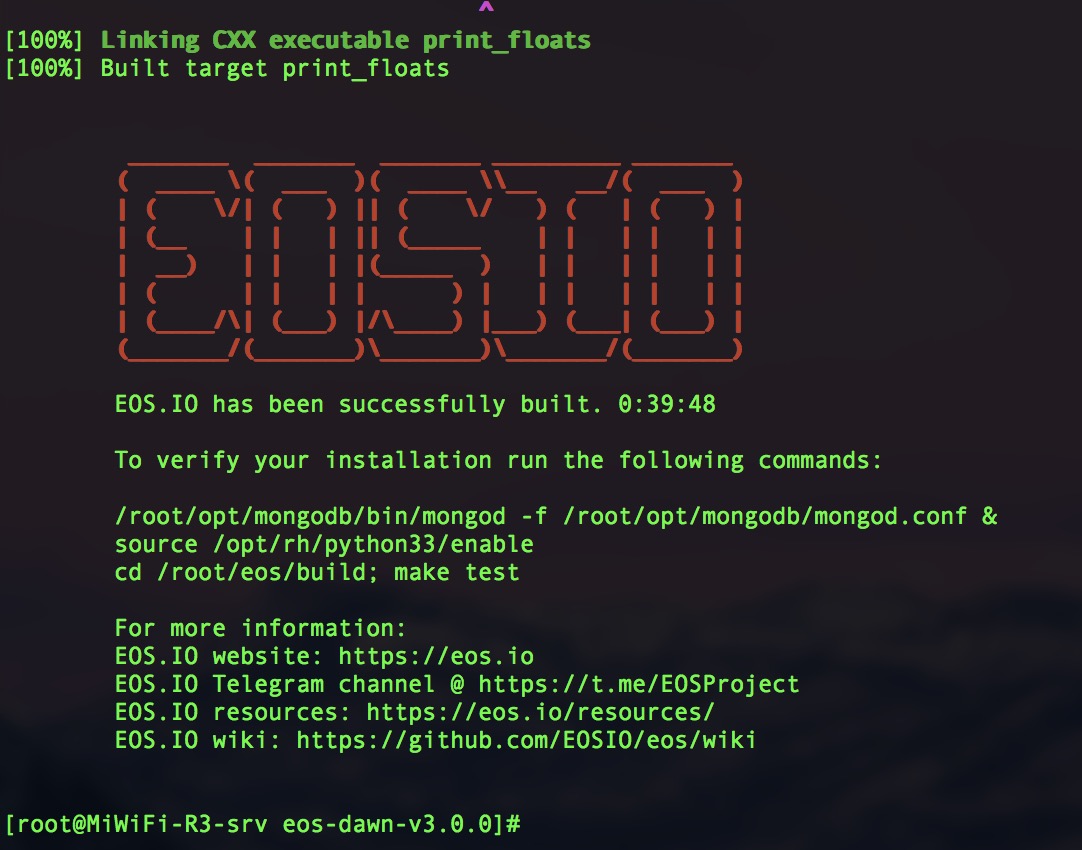 [100%] Linking CXX executable print_floats
[100%] Built target print_floats
EOSIO
EOS.IO has been successfully built. 0:39:48
To verify your installation run the following commands:
/root/opt/mongodb/bin/mongod -f /root/opt/mongodb/mongod.conf &
source /opt/rh/python33/enable
cd /root/eos/build; make test
For more information:
EOS.IO website: https://eos.io
EOS.IO Telegram channel @ https://t.me/EOSProject
EOS.IO resources: https://eos.io/resources/
EOS.IO wiki: https://github.com/EOSIO/eos/wiki
[root@MiWiFi-R3-srv eos-dawn-v3.0.0]#